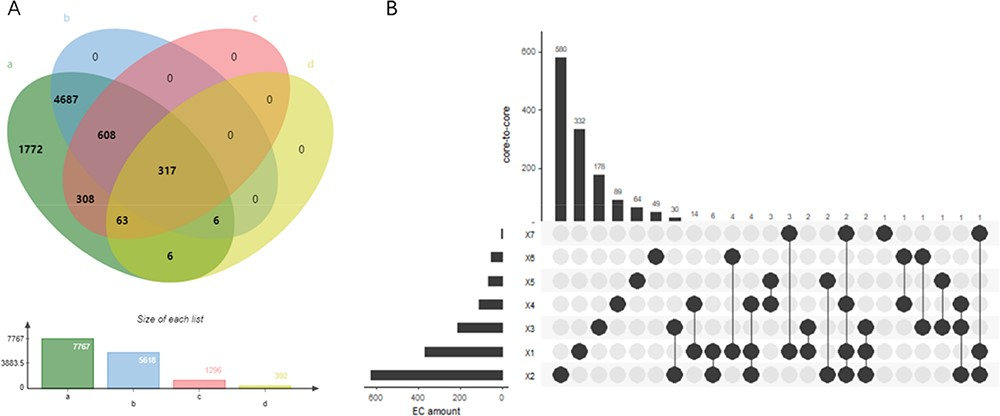 A
b
c
a
d
0
0
0
4687
0
608
0
1772
0
317
308
0
63
6
6
Size of each list
7767
3883.5
0
7767
5618
1296
392
a
b
c
d
B
core-to-core
600
400
200
580
332
178
89
64
49
30
14
6
4
4
3
3
2
2
2
2
1
1
1
1
1
1
X7
X6
X5
X4
X3
X1
X2
600
400
200
0
EC amount